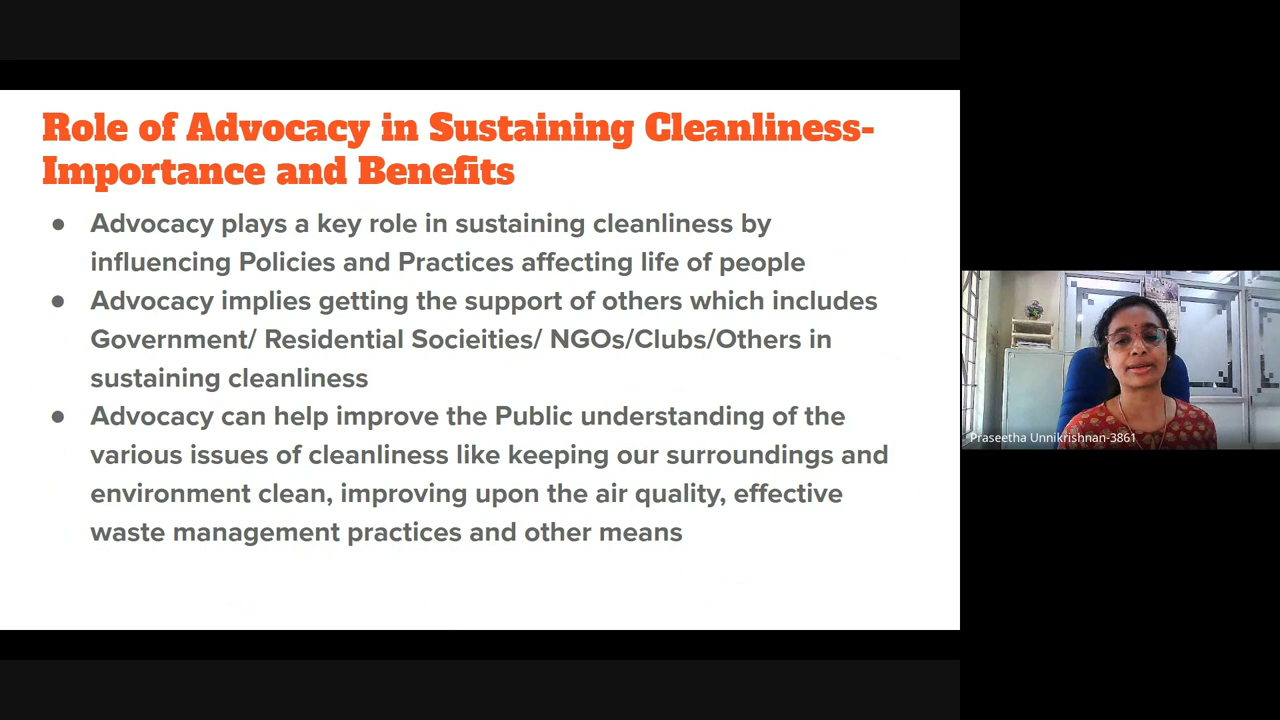 Role of Advocacy in Sustaining Cleanliness-
Importance and Benefits
● Advocacy plays a key role in sustaining cleanliness by
influencing Policies and Practices affecting life of people
● Advocacy implies getting the support of others which includes
Government/ Residential Socieities/ NGOs/Clubs/Others in
sustaining cleanliness
● Advocacy can help improve the Public understanding of the
various issues of cleanliness like keeping our surroundings and
environment clean, improving upon the air quality, effective
waste management practices and other means
Praseetha Unnikrishnan-3861